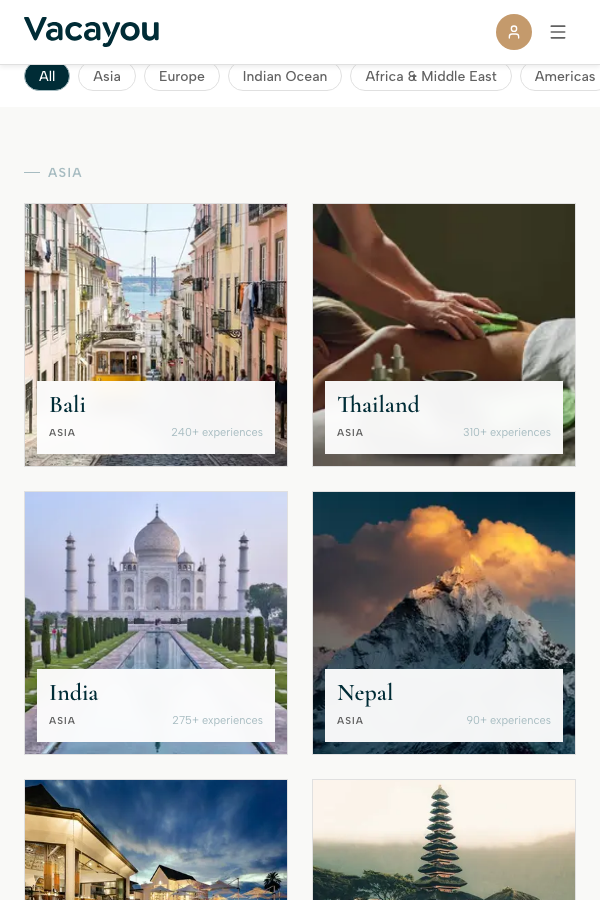 Vacayou
All
Asia
Europe
Indian Ocean
Africa & Middle East
Americas
ASIA
Bali
ASIA
240+ experiences
Thailand
ASIA
310+ experiences
India
ASIA
275+ experiences
Nepal
ASIA
90+ experiences